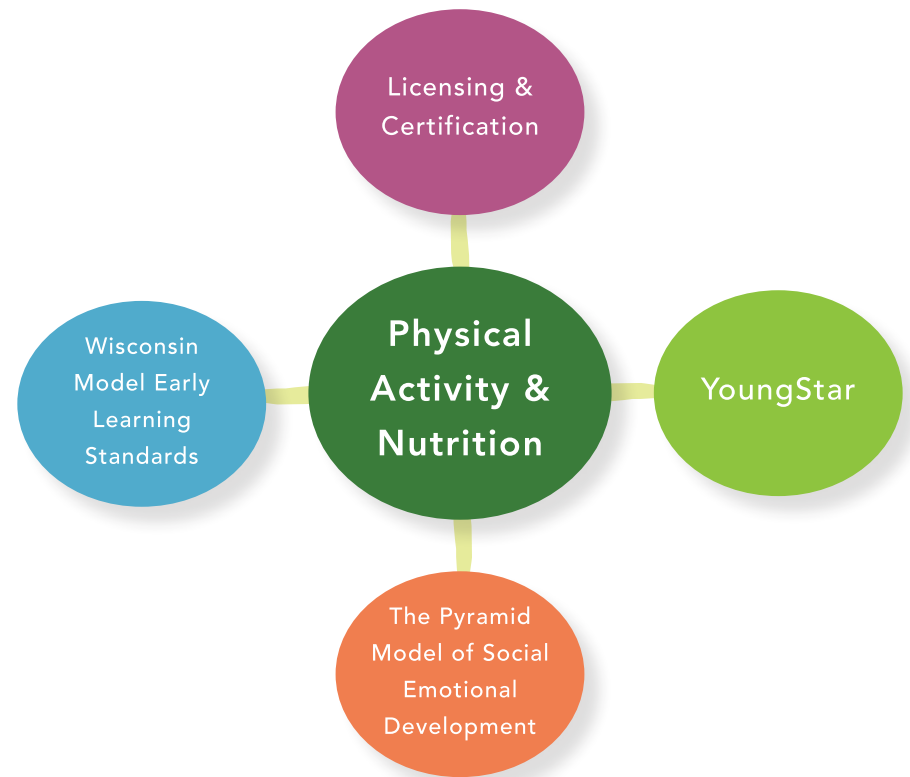 Licensing &
Certification
Physical
Activity &
Nutrition
Wisconsin
Model Early
Learning
Standards
YoungStar
The Pyramid
Model of Social
Emotional
Development